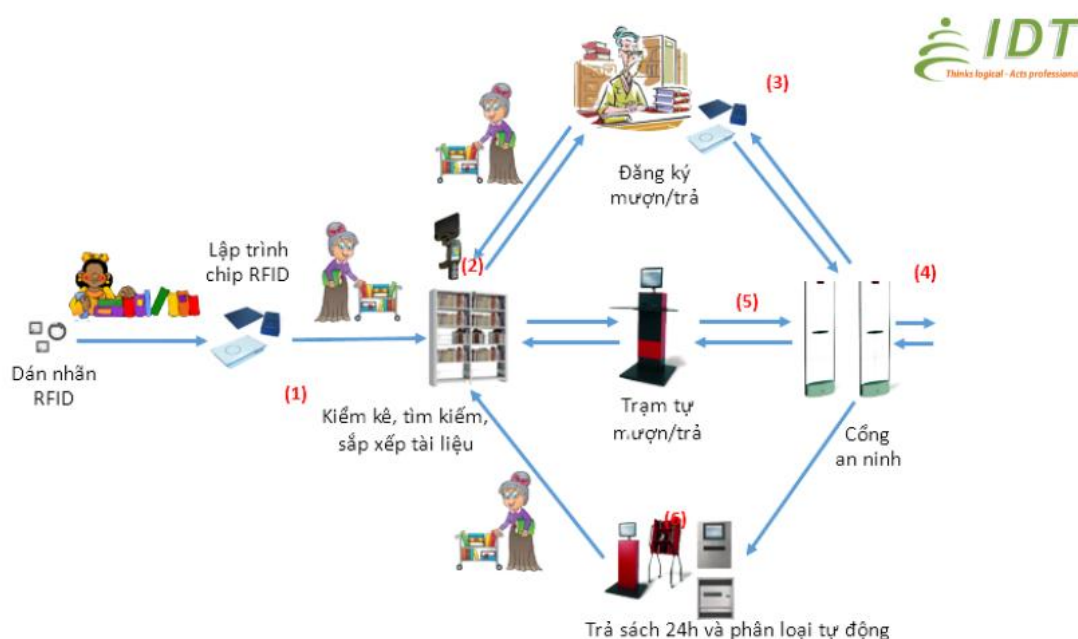 IDT
Thinks logical - Acts professional
(3)
Đăng ký
mượn/trả
Lập trình
chip RFID
(2)
(4)
(5)
Dán nhãn
RFID
(1)
Kiểm kê, tìm kiếm,
sắp xếp tài liệu
Trạm tự
mượn/trả
Cổng
an ninh
(6)
Trả sách 24h và phân loại tự động